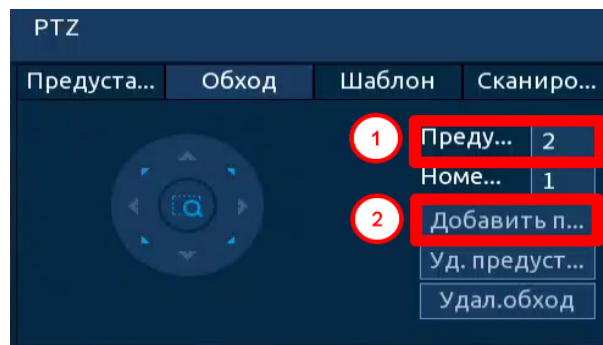 PTZ
Предуста... Обход Шаблон Сканиро...
1 Преду... 2
Номе... 1
2 Добавить п...
Уд. предуст...
Удал.обход